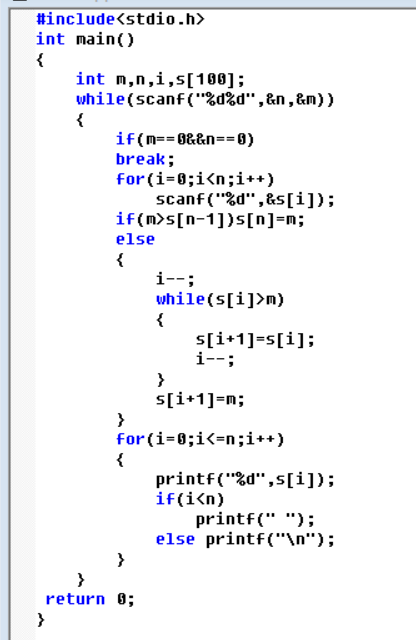 #include<stdio.h>
int main()
{
    int m,n,i,s[100];
    while(scanf("%d%d",&n,&m))
    {
        if(m==0&&n==0)
        break;
        for(i=0;i<n;i++)
            scanf("%d",&s[i]);
        if(m>s[n-1])s[n]=m;
        else
        {
            i--;
            while(s[i]>m)
            {
                s[i+1]=s[i];
                i--;
            }
            s[i+1]=m;
        }
        for(i=0;i<=n;i++)
        {
            printf("%d",s[i]);
            if(i<n)
                printf(" ");
            else printf("\n");
        }
    }
 return 0;
}